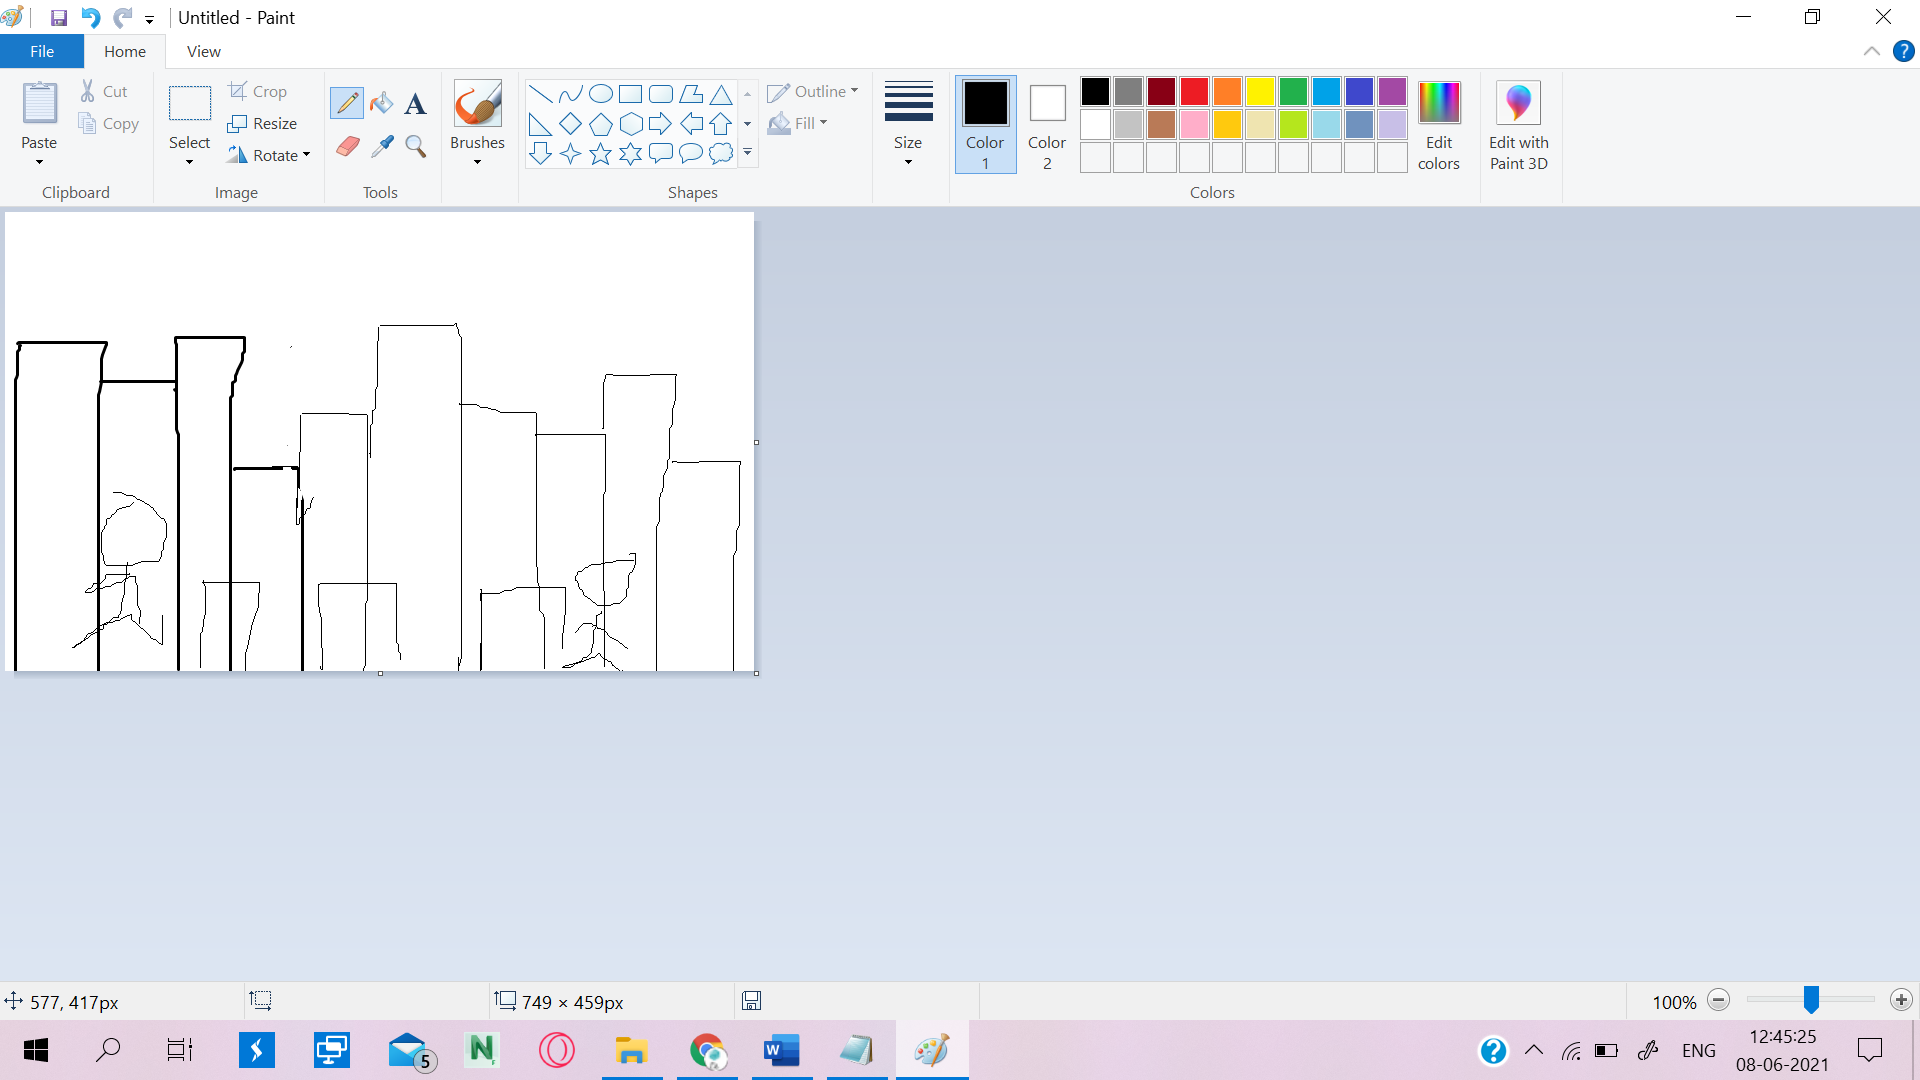 Untitled - Paint
File Home View
Paste
Cut
Copy
Clipboard
Select
Crop
Resize
Rotate
Image
A
Tools
Brushes
Shapes
Outline
Fill
Size
Color 1
Color 2
Colors
Edit colors
Edit with Paint 3D
577, 417px
749 × 459px
100%
5
N
W
ENG
12:45:25
08-06-2021